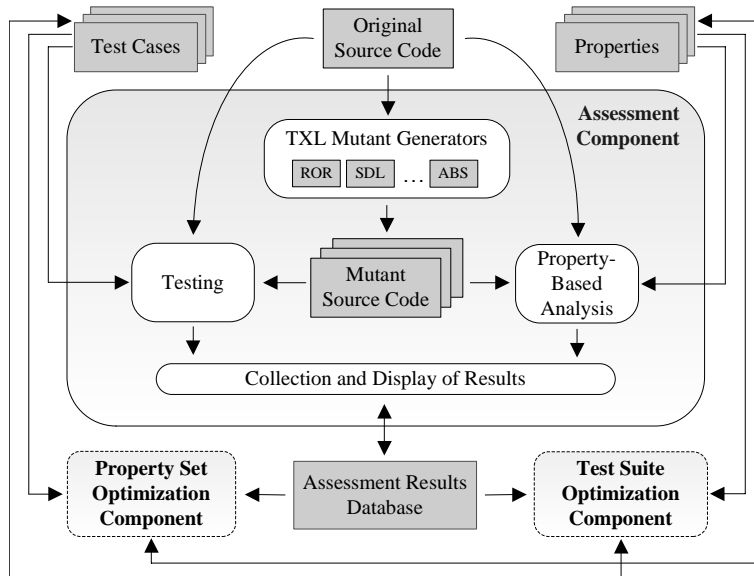 Test Cases
Original
Source Code
Properties
Assessment
Component
TXL Mutant Generators
ROR
SDL
...
ABS
Testing
Mutant
Source Code
Property-
Based
Analysis
Collection and Display of Results
Property Set
Optimization
Component
Assessment Results
Database
Test Suite
Optimization
Component